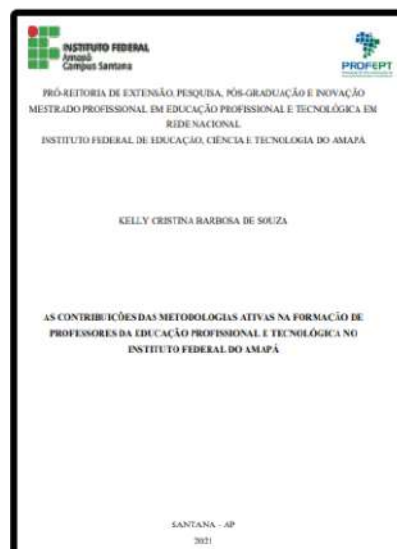 INSTITUTO FEDERAL
Amapá
Campus Santana
PROFEPT
PRÓ-REITORIA DE EXTENSÃO, PESQUISA, PÓS-GRADUAÇÃO E INOVAÇÃO
MESTRADO PROFISSIONAL EM EDUCAÇÃO PROFISSIONAL E TECNOLÓGICA EM
REDE NACIONAL
INSTITUTO FEDERAL DE EDUCAÇÃO, CIÊNCIA E TECNOLOGIA DO AMAPÁ
KELLY CRISTINA BARBOSA DE SOUZA
AS CONTRIBUIÇÕES DAS METODOLOGIAS ATIVAS NA FORMAÇÃO DE
PROFESSORES DA EDUCAÇÃO PROFISSIONAL E TECNOLÓGICA NO
INSTITUTO FEDERAL DO AMAPÁ
SANTANA - AP
2021